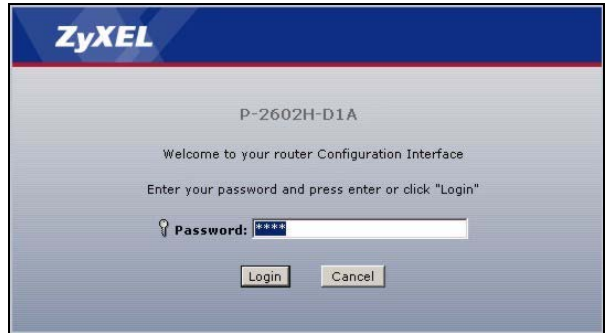 ZyXEL
P-2602H-D1A
Welcome to your router Configuration Interface
Enter your password and press enter or click "Login"
Password: ****
Login Cancel